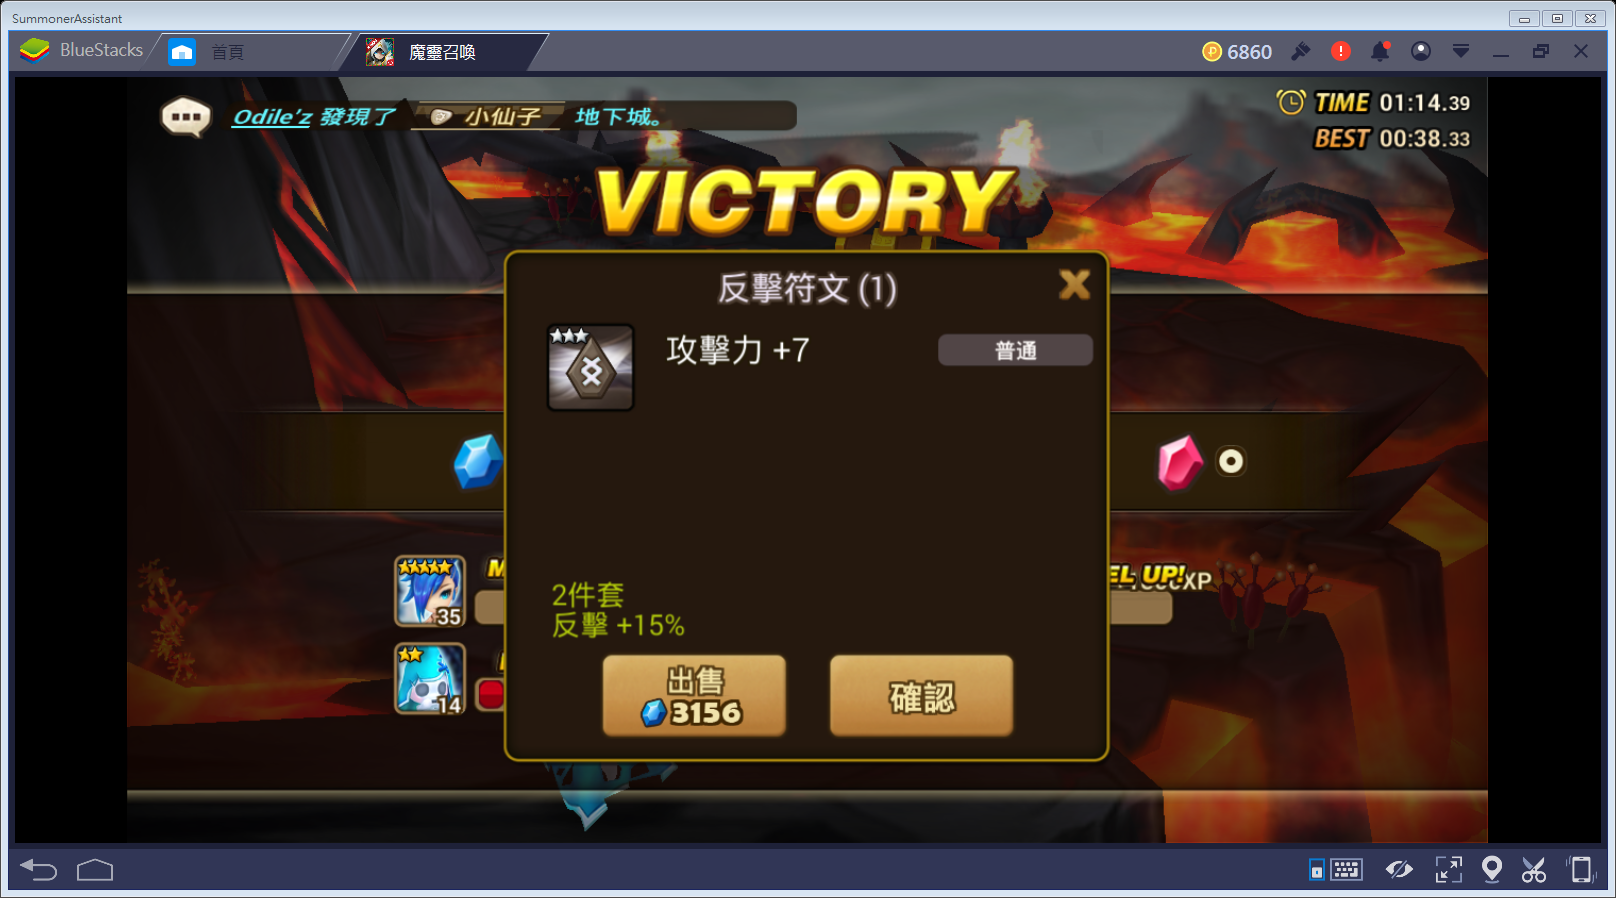 SummonerAssistant
BlueStacks
首頁
魔靈召喚
6860
Odile'z 發現了 小仙子 地下城。
TIME 01:14.39
BEST 00:38.33
VICTORY
反擊符文 (1)
攻擊力 +7
普通
35
14
EL UP!
XP
2件套
反擊 +15%
出售
3156
確認